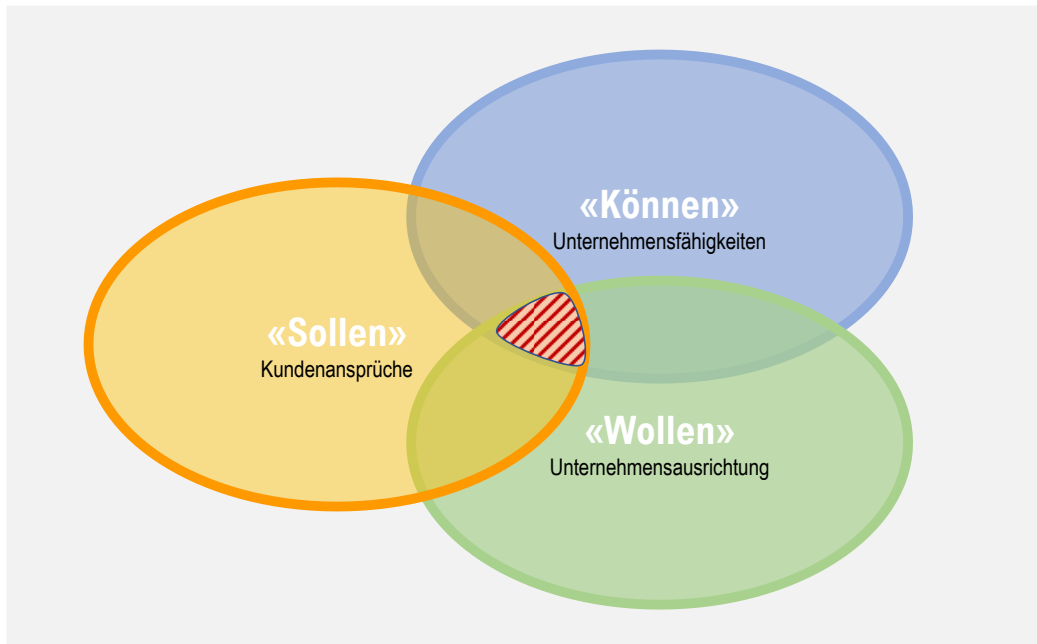 «Können»
Unternehmensfähigkeiten
«Sollen»
Kundenansprüche
«Wollen»
Unternehmensausrichtung